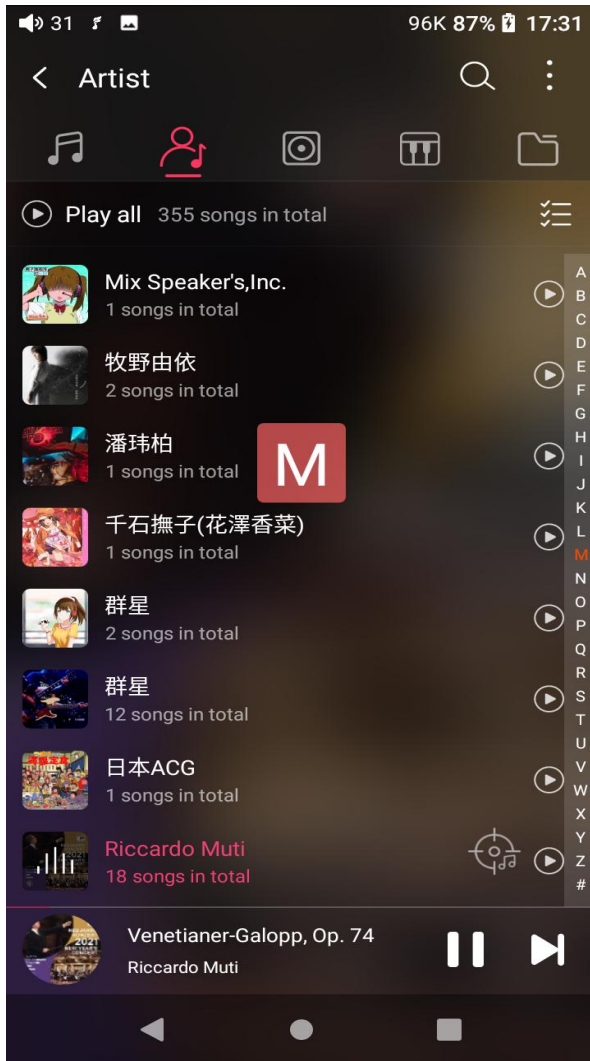 31 96K 87% 17:31
Artist
Play all 355 songs in total
Mix Speaker's,Inc.
1 songs in total
牧野由依
2 songs in total
潘玮柏
1 songs in total
M
千石撫子(花澤香菜)
1 songs in total
群星
2 songs in total
群星
12 songs in total
日本ACG
1 songs in total
Riccardo Muti
18 songs in total
A
B
C
D
E
F
G
H
I
J
K
L
M
N
O
P
Q
R
S
T
U
V
W
X
Y
Z
#
2021
Venetianer-Galopp, Op. 74
Riccardo Muti